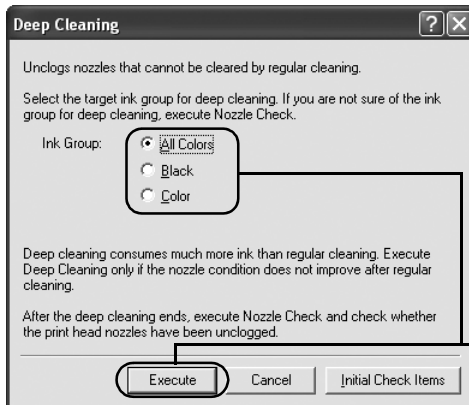 Deep Cleaning
Unclogs nozzles that cannot be cleared by regular cleaning.
Select the target ink group for deep cleaning. If you are not sure of the ink
group for deep cleaning, execute Nozzle Check.
Ink Group:
All Colors
Black
Color
Deep cleaning consumes much more ink than regular cleaning. Execute
Deep Cleaning only if the nozzle condition does not improve after regular
cleaning.
After the deep cleaning ends, execute Nozzle Check and check whether
the print head nozzles have been unclogged.
Execute Cancel Initial Check Items